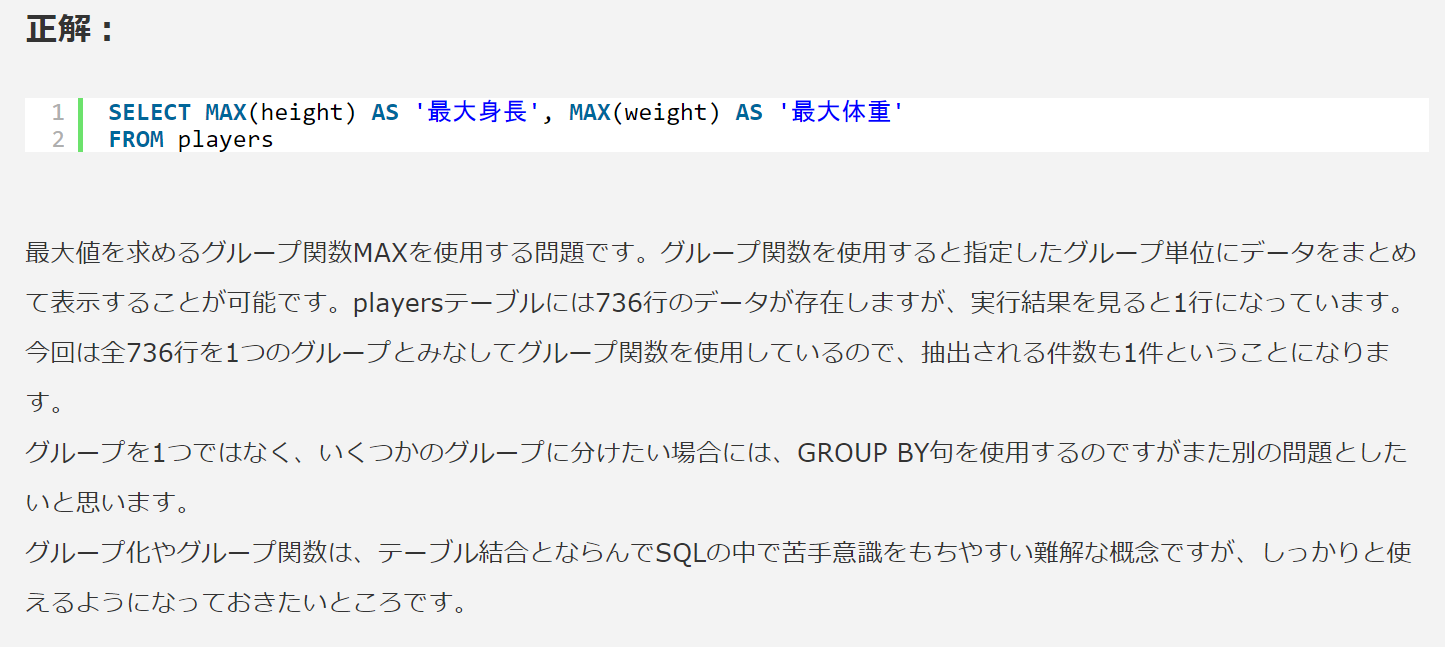 正解：
1 SELECT MAX(height) AS '最大身長', MAX(weight) AS '最大体重'
2 FROM players
最大値を求めるグループ関数MAXを使用する問題です。グループ関数を使用すると指定したグループ単位にデータをまとめ
て表示することが可能です。playersテーブルには736行のデータが存在しますが、実行結果を見ると1行になっています。
今回は全736行を1つのグループとみなしてグループ関数を使用しているので、抽出される件数も1件ということになりま
す。
グループを1つではなく、いくつかのグループに分けたい場合には、GROUP BY句を使用するのですがまた別の問題とした
いと思います。
グループ化やグループ関数は、テーブル結合とならんでSQLの中で苦手意識をもちやすい難解な概念ですが、しっかりと使
えるようになっておきたいところです。